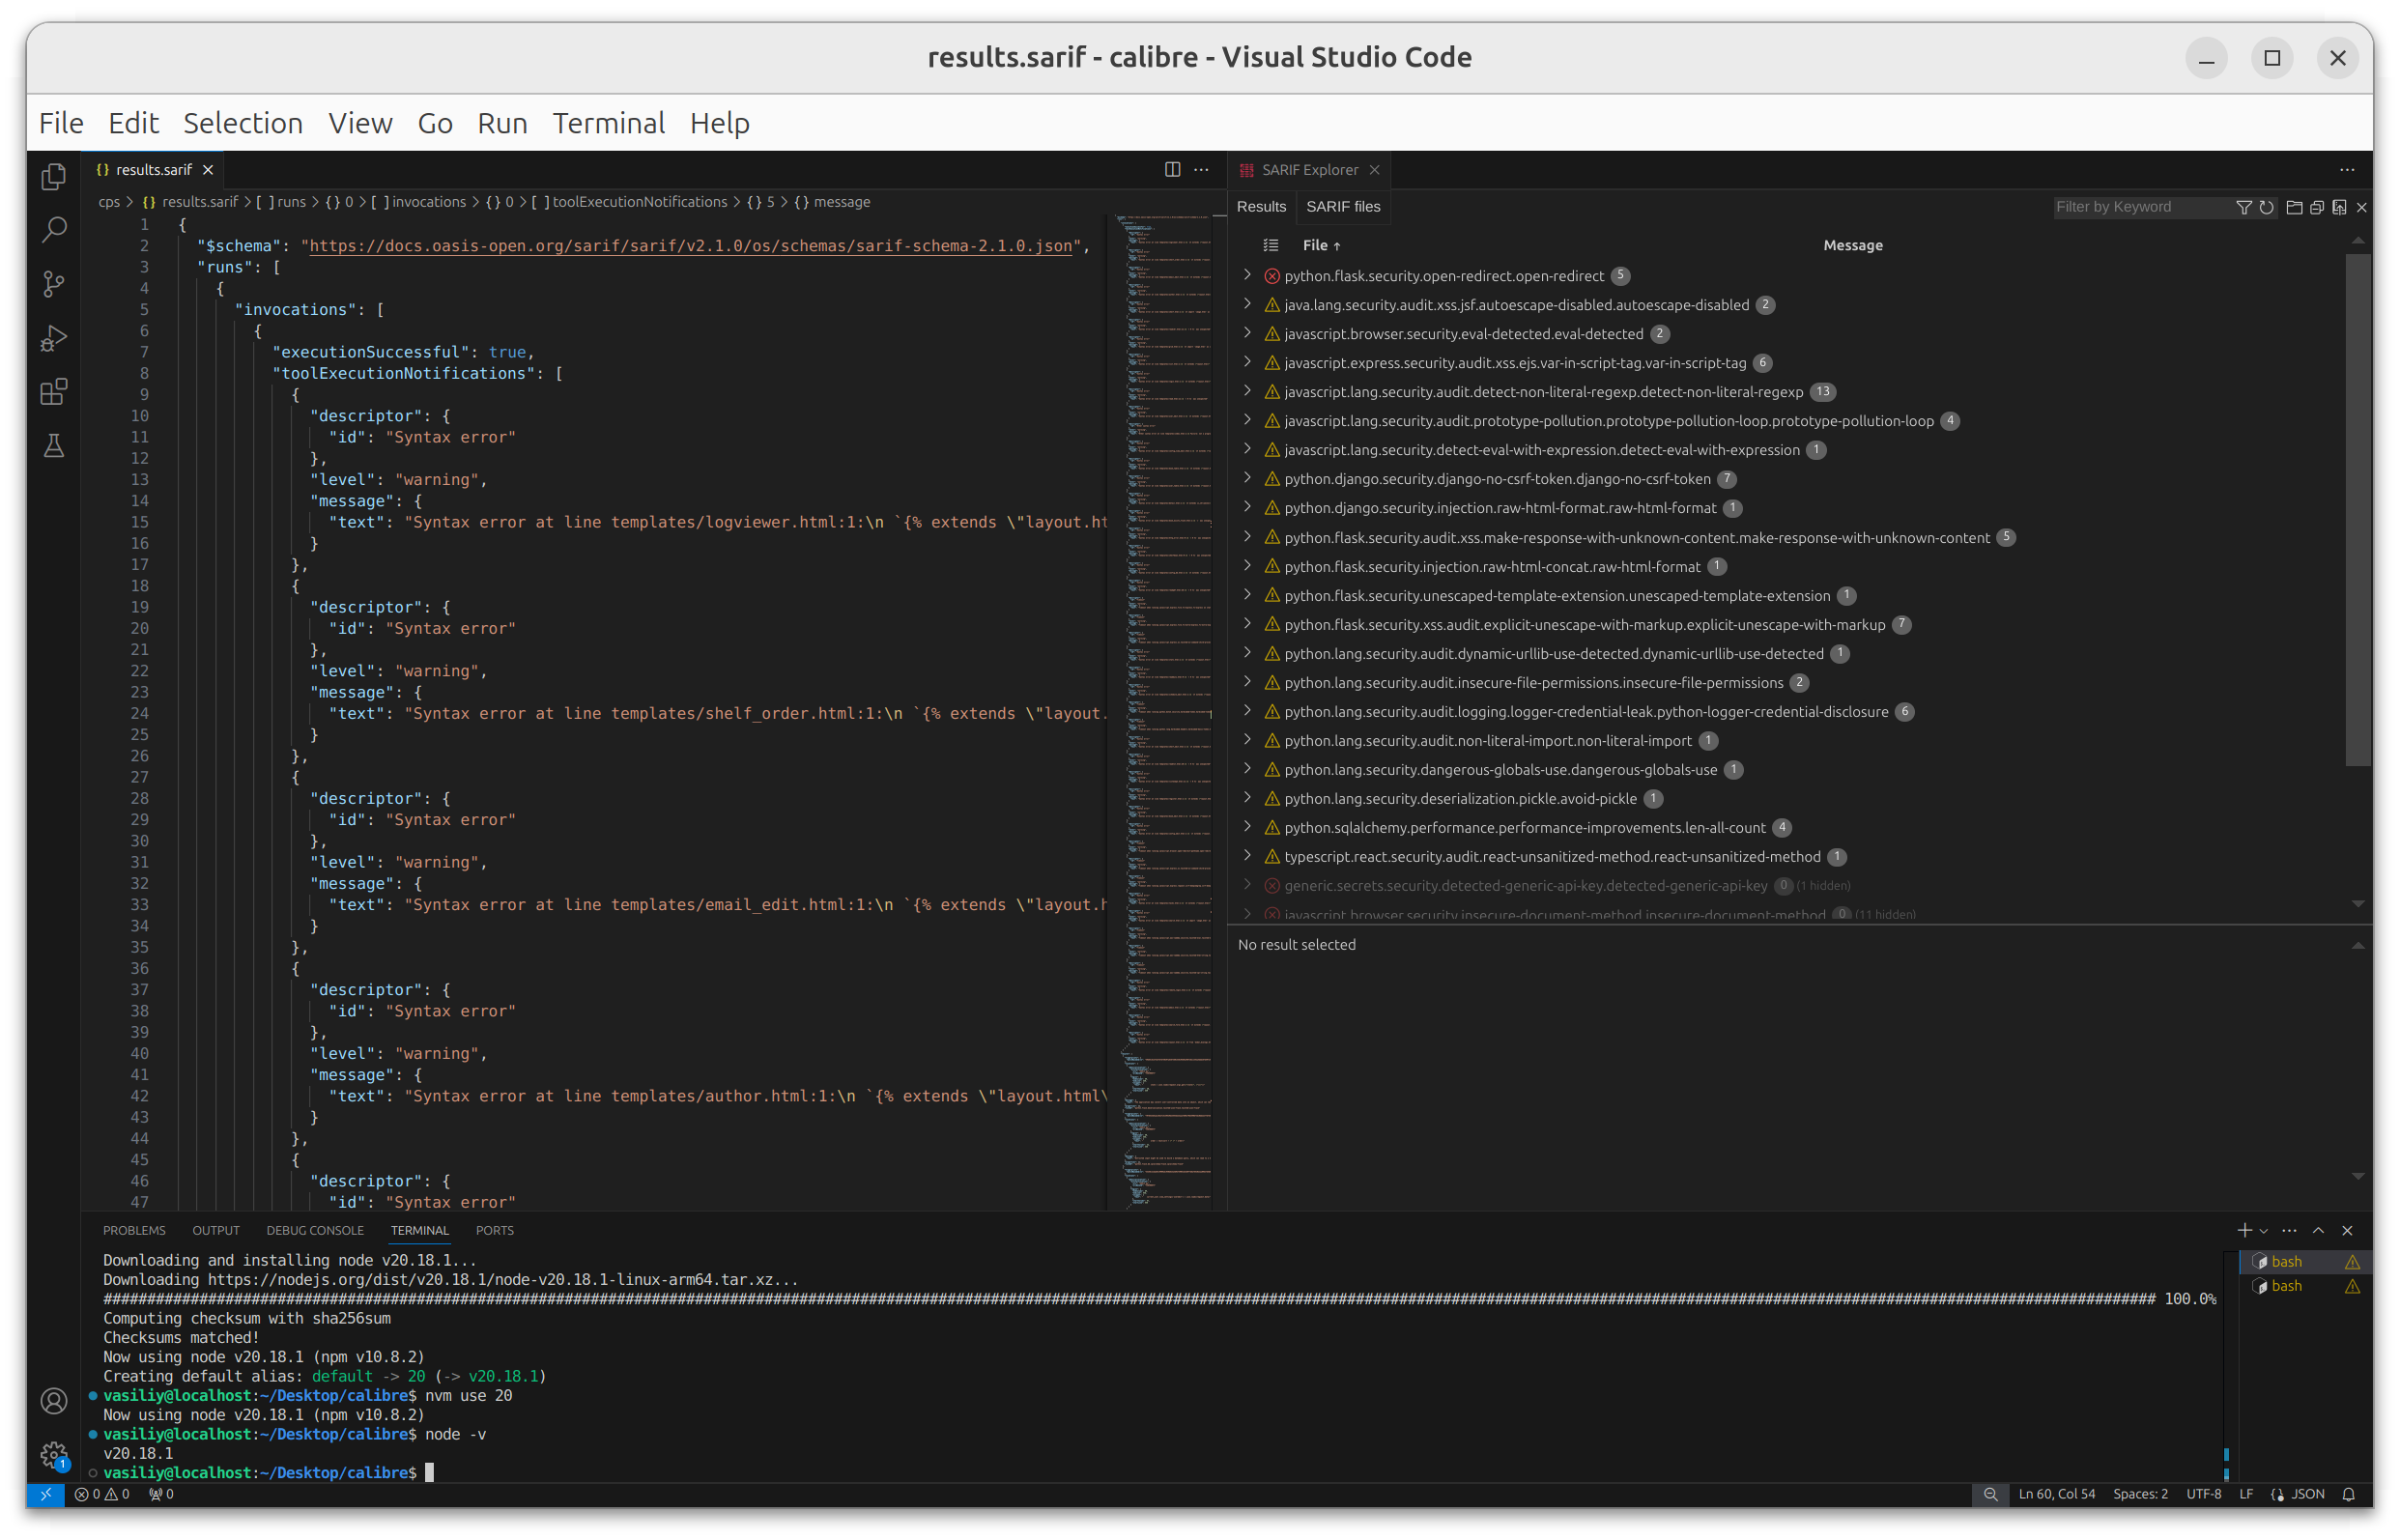 results.sarif - calibre - Visual Studio Code
File Edit Selection View Go Run Terminal Help
{} results.sarif
cps > {} results.sarif > [ ] runs > {} 0 > [ ] invocations > {} 0 > [ ] toolExecutionNotifications > {} 5 > {} message
1 {
2 "$schema": "https://docs.oasis-open.org/sarif/sarif/v2.1.0/os/schemas/sarif-schema-2.1.0.json",
3 "runs": [
4 {
5 "invocations": [
6 {
7 "executionSuccessful": true,
8 "toolExecutionNotifications": [
9 {
10 "descriptor": {
11 "id": "Syntax error"
12 },
13 "level": "warning",
14 "message": {
15 "text": "Syntax error at line templates/logviewer.html:1:\n `{% extends \"layout.ht
16 }
17 },
18 {
19 "descriptor": {
20 "id": "Syntax error"
21 },
22 "level": "warning",
23 "message": {
24 "text": "Syntax error at line templates/shelf_order.html:1:\n `{% extends \"layout.
25 }
26 },
27 {
28 "descriptor": {
29 "id": "Syntax error"
30 },
31 "level": "warning",
32 "message": {
33 "text": "Syntax error at line templates/email_edit.html:1:\n `{% extends \"layout.h
34 }
35 },
36 {
37 "descriptor": {
38 "id": "Syntax error"
39 },
40 "level": "warning",
41 "message": {
42 "text": "Syntax error at line templates/author.html:1:\n `{% extends \"layout.html\
43 }
44 },
45 {
46 "descriptor": {
47 "id": "Syntax error"
SARIF Explorer
Results SARIF files Filter by Keyword
File ↑ Message
python.flask.security.open-redirect.open-redirect 5
java.lang.security.audit.xss.jsf.autoescape-disabled.autoescape-disabled 2
javascript.browser.security.eval-detected.eval-detected 2
javascript.express.security.audit.xss.ejs.var-in-script-tag.var-in-script-tag 6
javascript.lang.security.audit.detect-non-literal-regexp.detect-non-literal-regexp 13
javascript.lang.security.audit.prototype-pollution.prototype-pollution-loop.prototype-pollution-loop 4
javascript.lang.security.detect-eval-with-expression.detect-eval-with-expression 1
python.django.security.django-no-csrf-token.django-no-csrf-token 7
python.django.security.injection.raw-html-format.raw-html-format 1
python.flask.security.audit.xss.make-response-with-unknown-content.make-response-with-unknown-content 5
python.flask.security.injection.raw-html-concat.raw-html-format 1
python.flask.security.unescaped-template-extension.unescaped-template-extension 1
python.flask.security.xss.audit.explicit-unescape-with-markup.explicit-unescape-with-markup 7
python.lang.security.audit.dynamic-urllib-use-detected.dynamic-urllib-use-detected 1
python.lang.security.audit.insecure-file-permissions.insecure-file-permissions 2
python.lang.security.audit.logging.logger-credential-leak.python-logger-credential-disclosure 6
python.lang.security.audit.non-literal-import.non-literal-import 1
python.lang.security.dangerous-globals-use.dangerous-globals-use 1
python.lang.security.deserialization.pickle.avoid-pickle 1
python.sqlalchemy.performance.performance-improvements.len-all-count 4
typescript.react.security.audit.react-unsanitized-method.react-unsanitized-method 1
generic.secrets.security.detected-generic-api-key.detected-generic-api-key 0 (1 hidden)
javascript.browser.security.insecure-document-method.insecure-document-method 0 (11 hidden)
No result selected
PROBLEMS OUTPUT DEBUG CONSOLE TERMINAL PORTS
Downloading and installing node v20.18.1...
Downloading https://nodejs.org/dist/v20.18.1/node-v20.18.1-linux-arm64.tar.xz...
100.0%
Computing checksum with sha256sum
Checksums matched!
Now using node v20.18.1 (npm v10.8.2)
Creating default alias: default -> 20 (-> v20.18.1)
vasiliy@localhost:~/Desktop/calibre$ nvm use 20
Now using node v20.18.1 (npm v10.8.2)
vasiliy@localhost:~/Desktop/calibre$ node -v
v20.18.1
vasiliy@localhost:~/Desktop/calibre$
bash
bash
1
0 0 0
Ln 60, Col 54 Spaces: 2 UTF-8 LF {} JSON